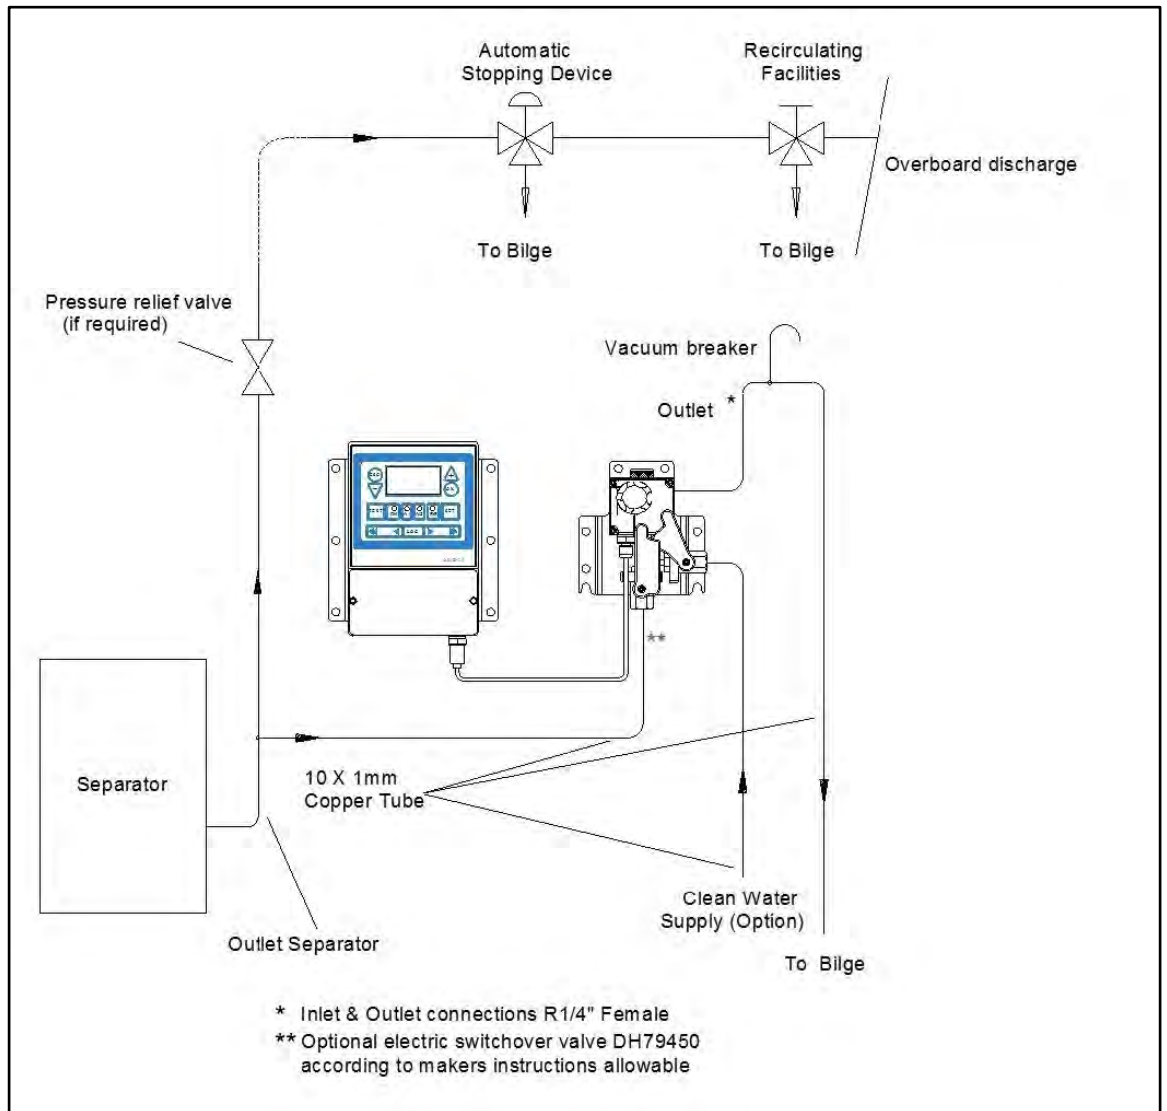 Automatic
Stopping Device
Recirculating
Facilities
Overboard discharge
To Bilge
To Bilge
Pressure relief valve
(if required)
Vacuum breaker
Outlet *
TEST
SET
**
Separator
10 X 1mm
Copper Tube
Clean Water
Supply (Option)
Outlet Separator
To Bilge
* Inlet & Outlet connections R1/4" Female
** Optional electric switchover valve DH79450
according to makers instructions allowable